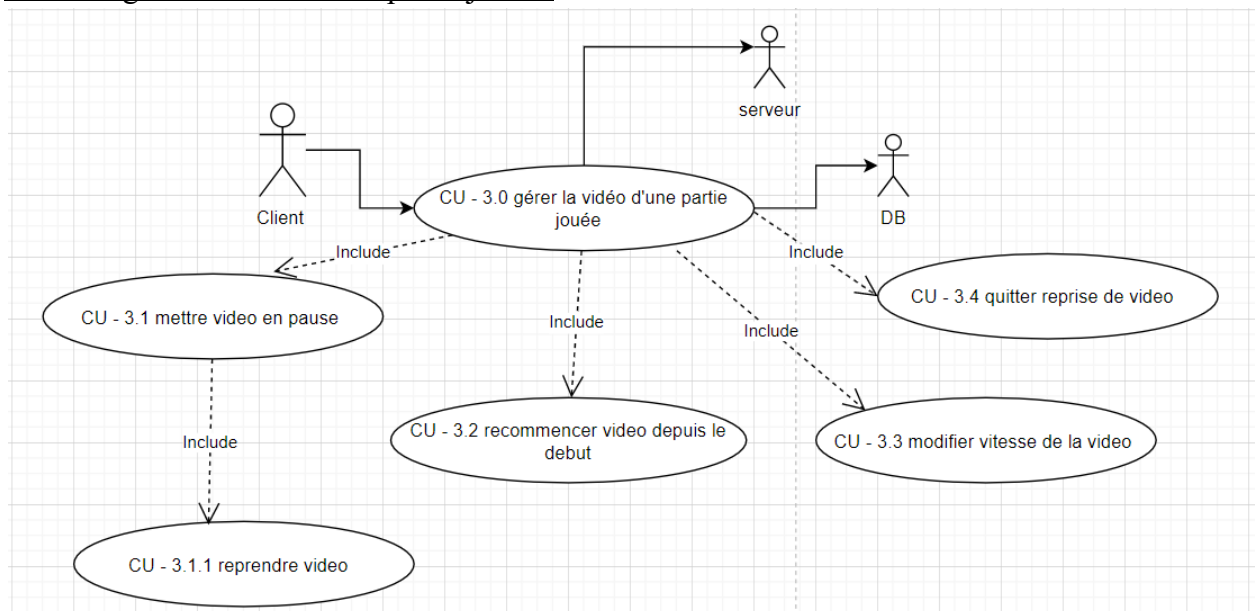 serveur
Client
CU - 3.0 gérer la vidéo d'une partie
jouée
DB
Include
Include
CU - 3.4 quitter reprise de video
CU - 3.1 mettre video en pause
Include
Include
CU - 3.2 recommencer video depuis le
debut
CU - 3.3 modifier vitesse de la video
Include
CU - 3.1.1 reprendre video